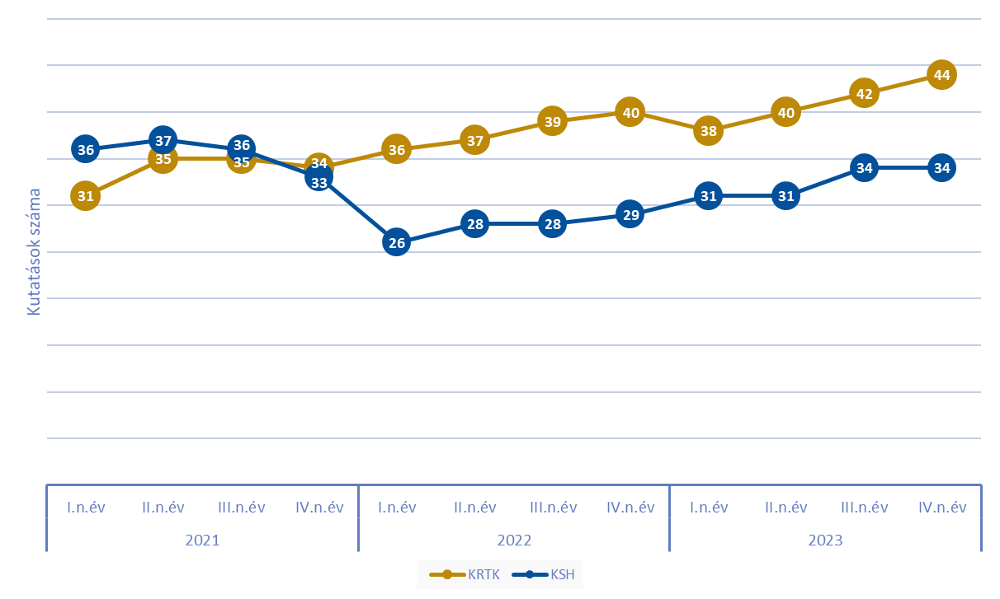 Kutatások száma
36 37 36 33 26 28 28 29 31 31 34 34
31 35 35 34 36 37 39 40 38 40 42 44
I.n.év II.n.év III.n.év IV.n.év I.n.év II.n.év III.n.év IV.n.év I.n.év II.n.év III.n.év IV.n.év
2021 2022 2023
KRTK KSH